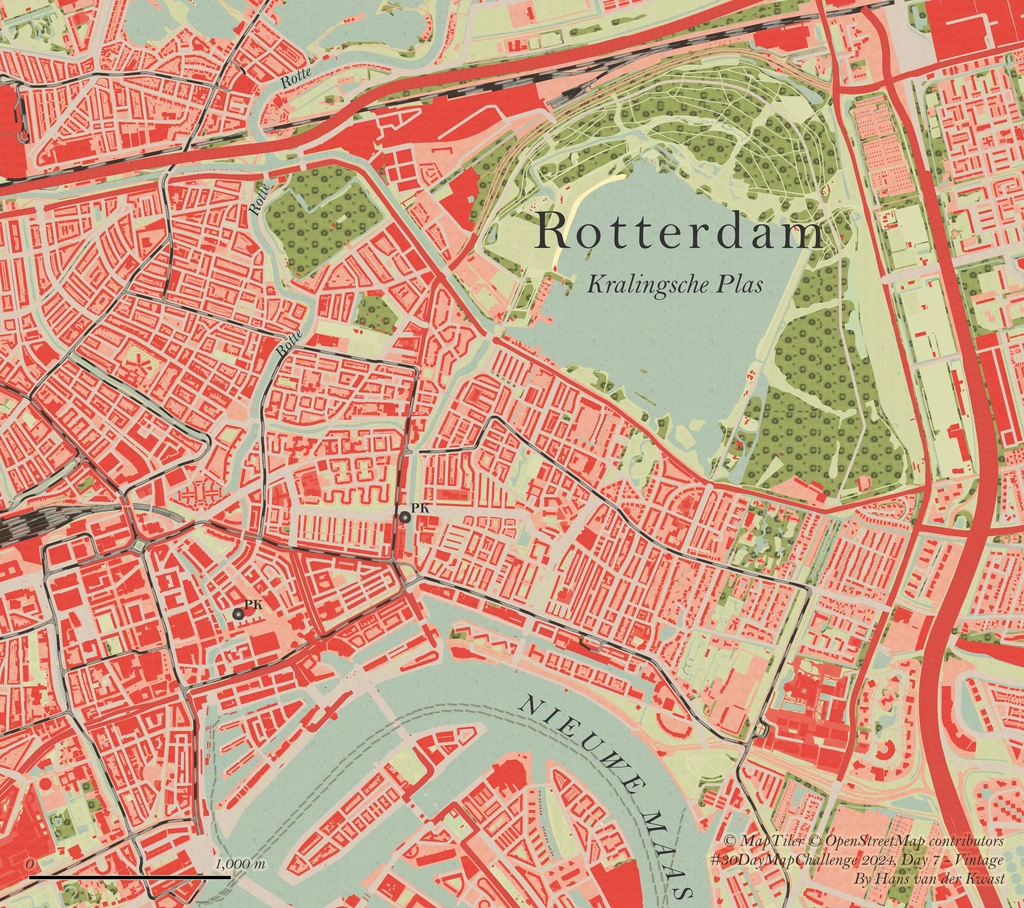 Rotte
Rotte
Rotterdam
Kralingsche Plas
Rotte
PK
PK
NIEUWE MAAS
© MapTiler © OpenStreetMap contributors
#30DayMapChallenge 2024, Day 7 - Vintage
By Hans van der Kwast
0 1,000 m